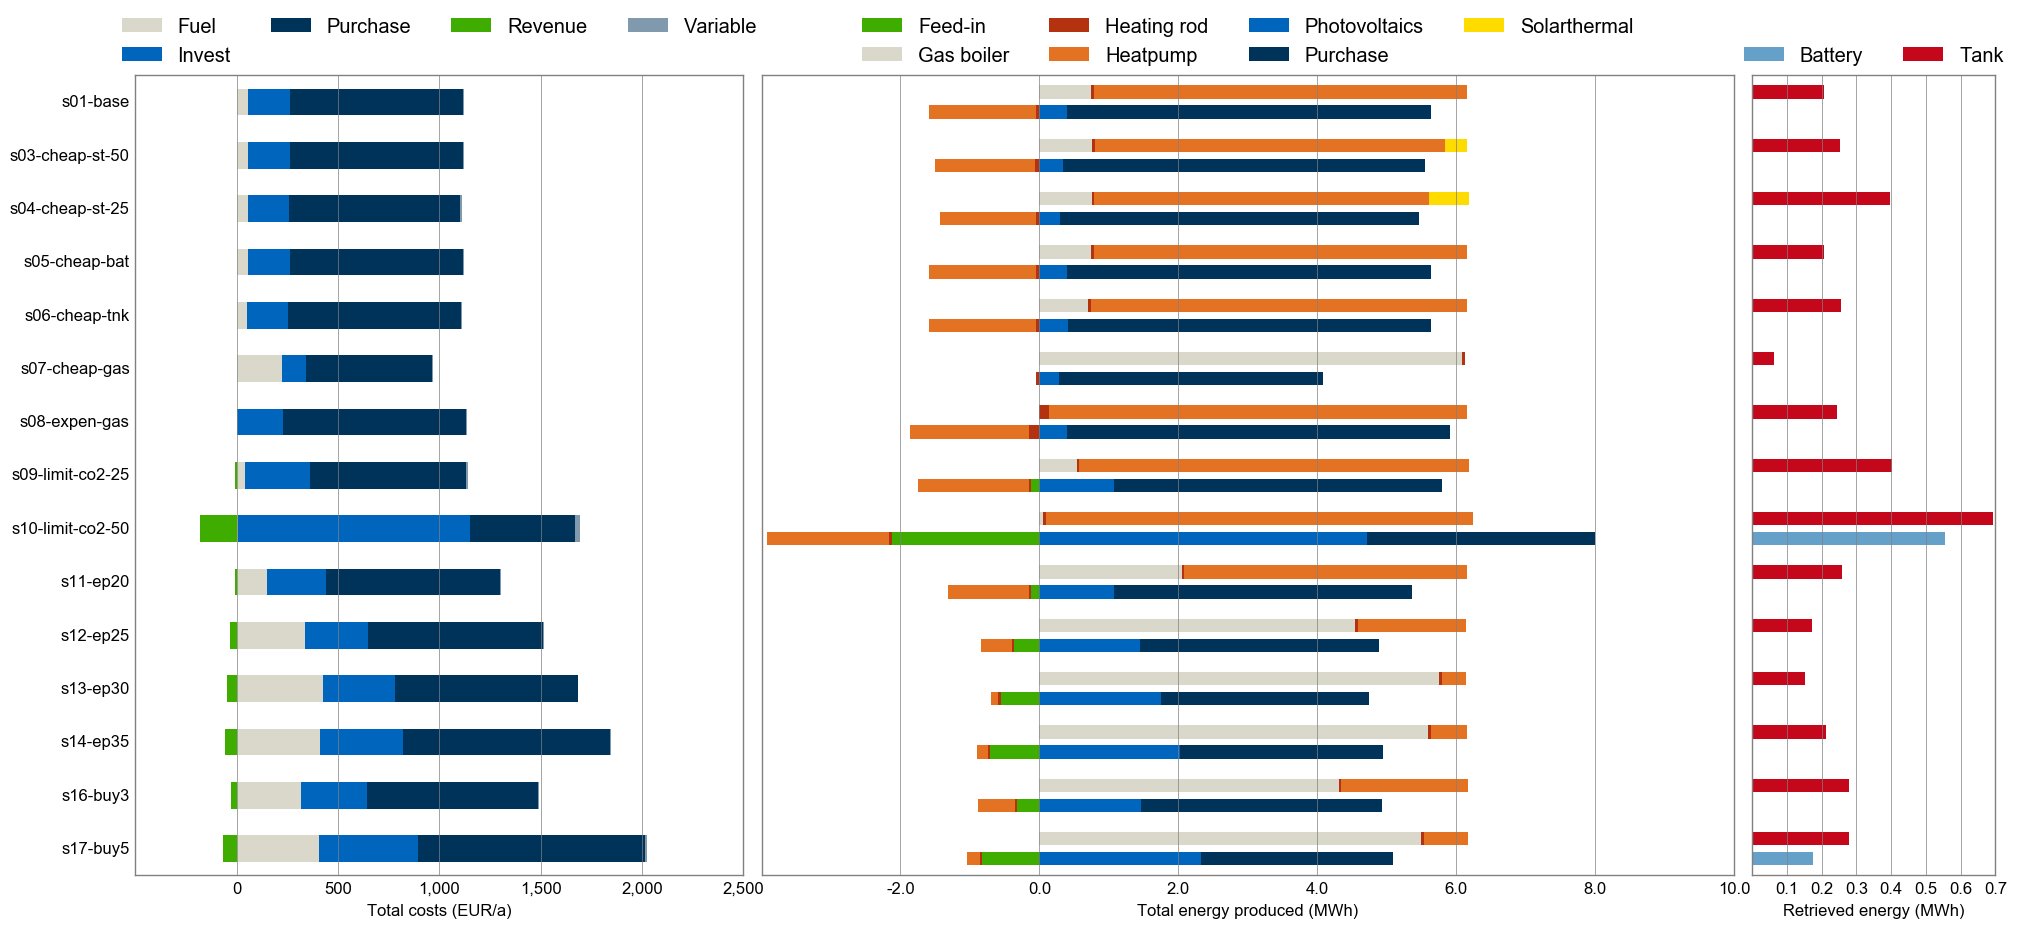 Fuel Purchase Revenue Variable
Invest
Feed-in Heating rod Photovoltaics Solarthermal
Gas boiler Heatpump Purchase
Battery Tank
s01-base
s03-cheap-st-50
s04-cheap-st-25
s05-cheap-bat
s06-cheap-tnk
s07-cheap-gas
s08-expen-gas
s09-limit-co2-25
s10-limit-co2-50
s11-ep20
s12-ep25
s13-ep30
s14-ep35
s16-buy3
s17-buy5
0 500 1,000 1,500 2,000 2,500
Total costs (EUR/a)
-2.0 0.0 2.0 4.0 6.0 8.0 10.0
Total energy produced (MWh)
0.1 0.2 0.3 0.4 0.5 0.6 0.7
Retrieved energy (MWh)